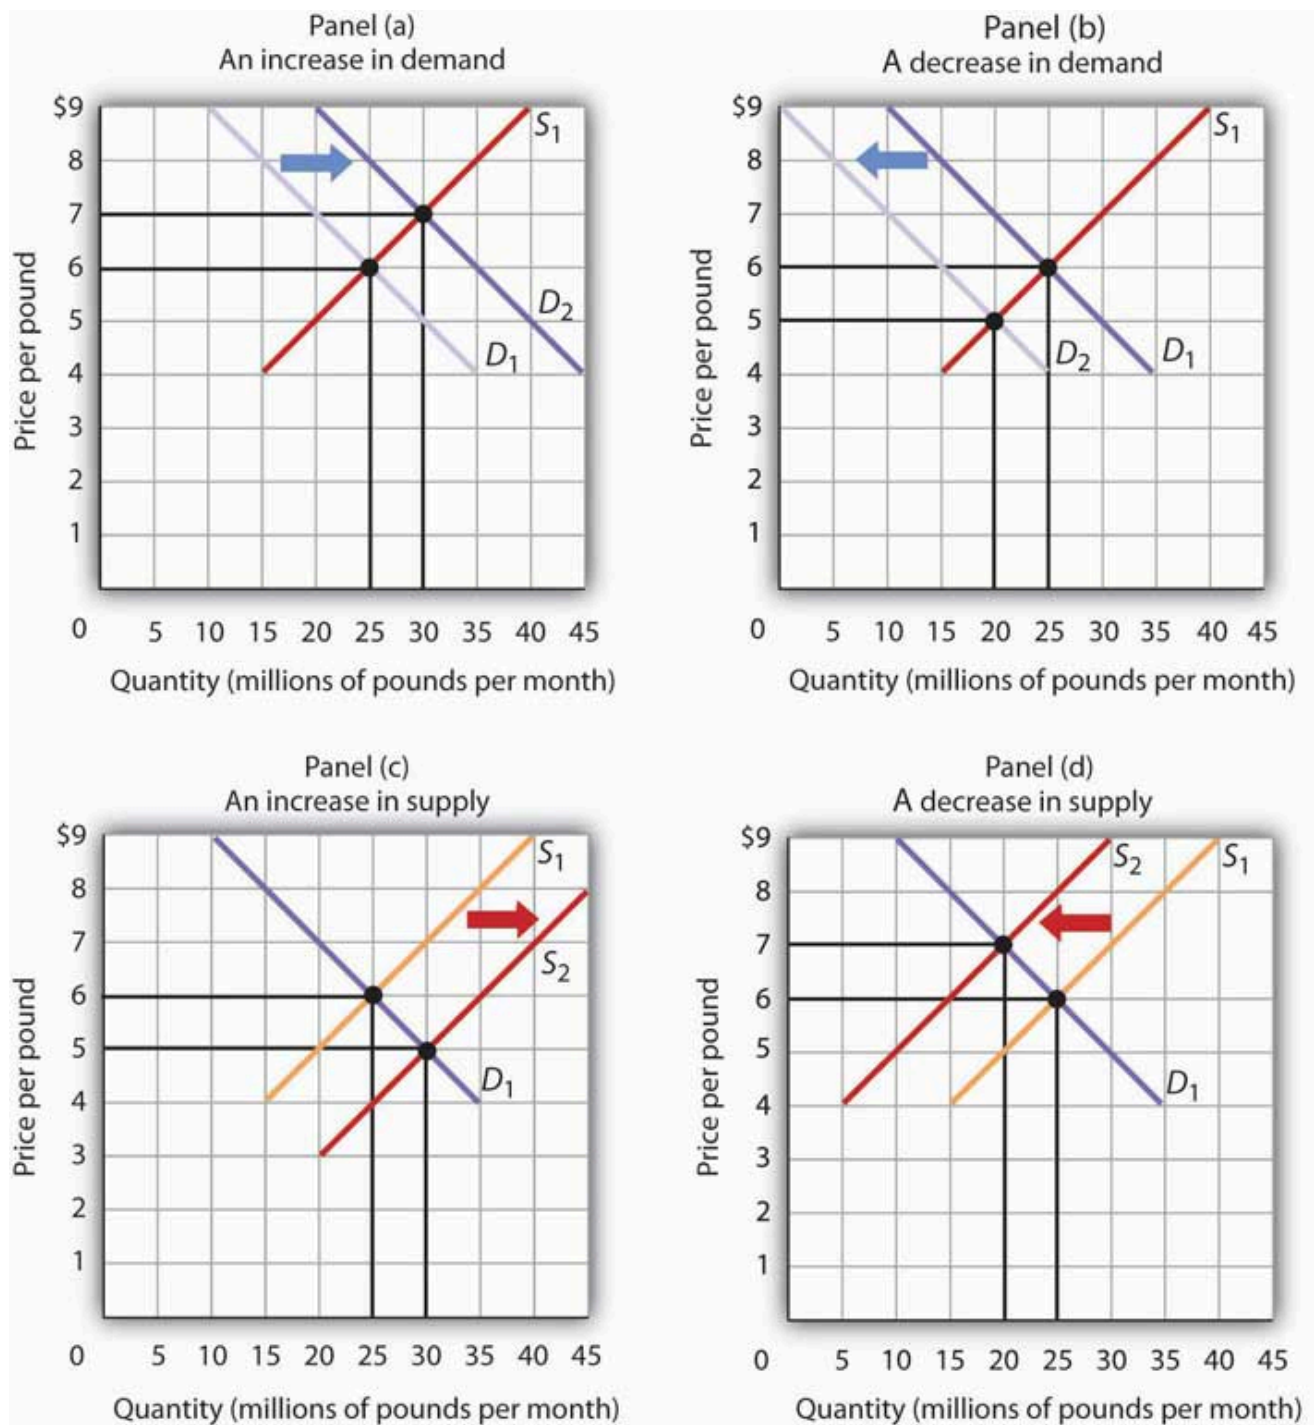 Panel (a)
An increase in demand
$9
8
7
6
5
4
3
2
1
0 5 10 15 20 25 30 35 40 45
Price per pound
Quantity (millions of pounds per month)
S1
D2
D1
Panel (b)
A decrease in demand
$9
8
7
6
5
4
3
2
1
0 5 10 15 20 25 30 35 40 45
Price per pound
Quantity (millions of pounds per month)
S1
D2
D1
Panel (c)
An increase in supply
$9
8
7
6
5
4
3
2
1
0 5 10 15 20 25 30 35 40 45
Price per pound
Quantity (millions of pounds per month)
S1
S2
D1
Panel (d)
A decrease in supply
$9
8
7
6
5
4
3
2
1
0 5 10 15 20 25 30 35 40 45
Price per pound
Quantity (millions of pounds per month)
S2
S1
D1